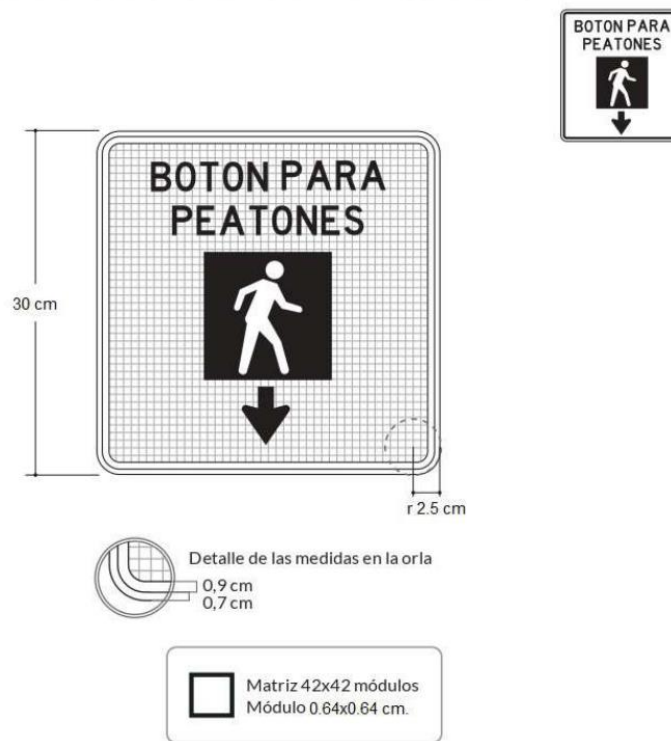 BOTON PARA
PEATONES
BOTON PARA
PEATONES
30 cm
r 2.5 cm
Detalle de las medidas en la orla
0,9 cm
0,7 cm
Matriz 42x42 módulos
Módulo 0.64x0.64 cm.